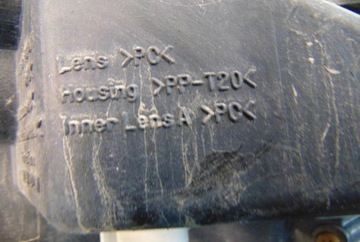 Lens >PC<
Housing >PP-T20<
Inner Lens A >PC<